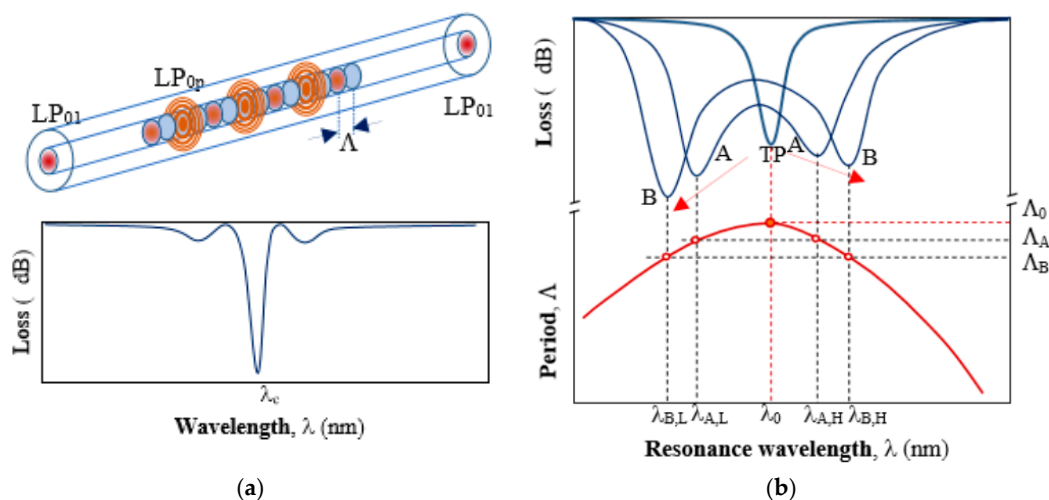 LP01
LP0p
LP01
Λ
Loss ( dB)
λc
Wavelength, λ (nm)
(a)
Loss ( dB)
B
A
TP
A
B
Λ0
ΛA
ΛB
Period, Λ
λB,L
λA,L
λ0
λA,H
λB,H
Resonance wavelength, λ (nm)
(b)